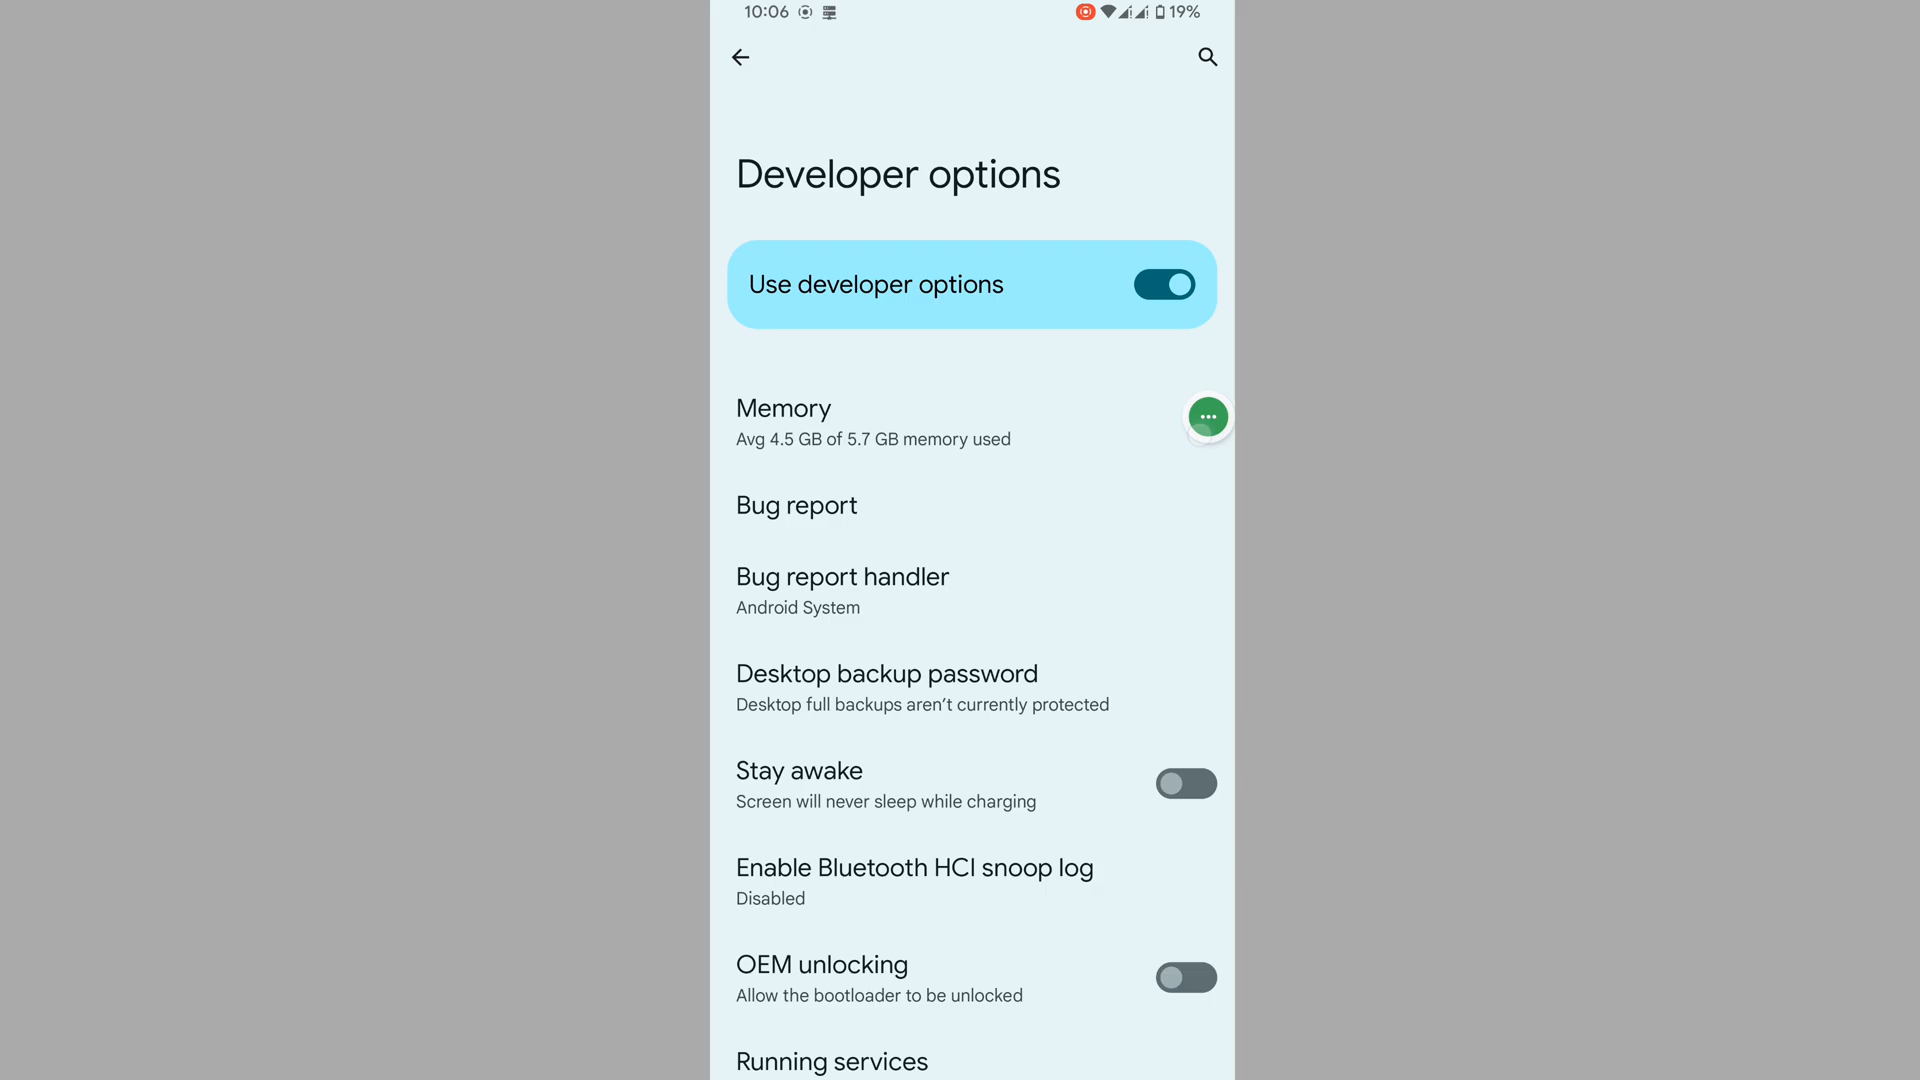 10:06 19%
Developer options
Use developer options
Memory
Avg 4.5 GB of 5.7 GB memory used
Bug report
Bug report handler
Android System
Desktop backup password
Desktop full backups aren’t currently protected
Stay awake
Screen will never sleep while charging
Enable Bluetooth HCI snoop log
Disabled
OEM unlocking
Allow the bootloader to be unlocked
Running services